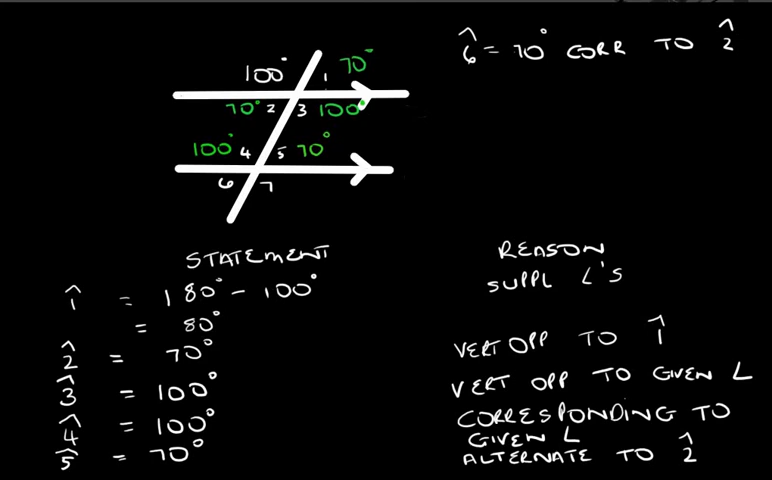 6̂ = 70° CORR TO 2̂
100° 1 70°
70° 2 3 100°
100° 4 5 70°
6 7
STATEMENT REASON
1̂ = 180° - 100° SUPPL ∠'S
= 80°
2̂ = 70° VERT OPP TO 1̂
3̂ = 100° VERT OPP TO GIVEN ∠
4̂ = 100° CORRESPONDING TO
GIVEN ∠
5̂ = 70° ALTERNATE TO 2̂